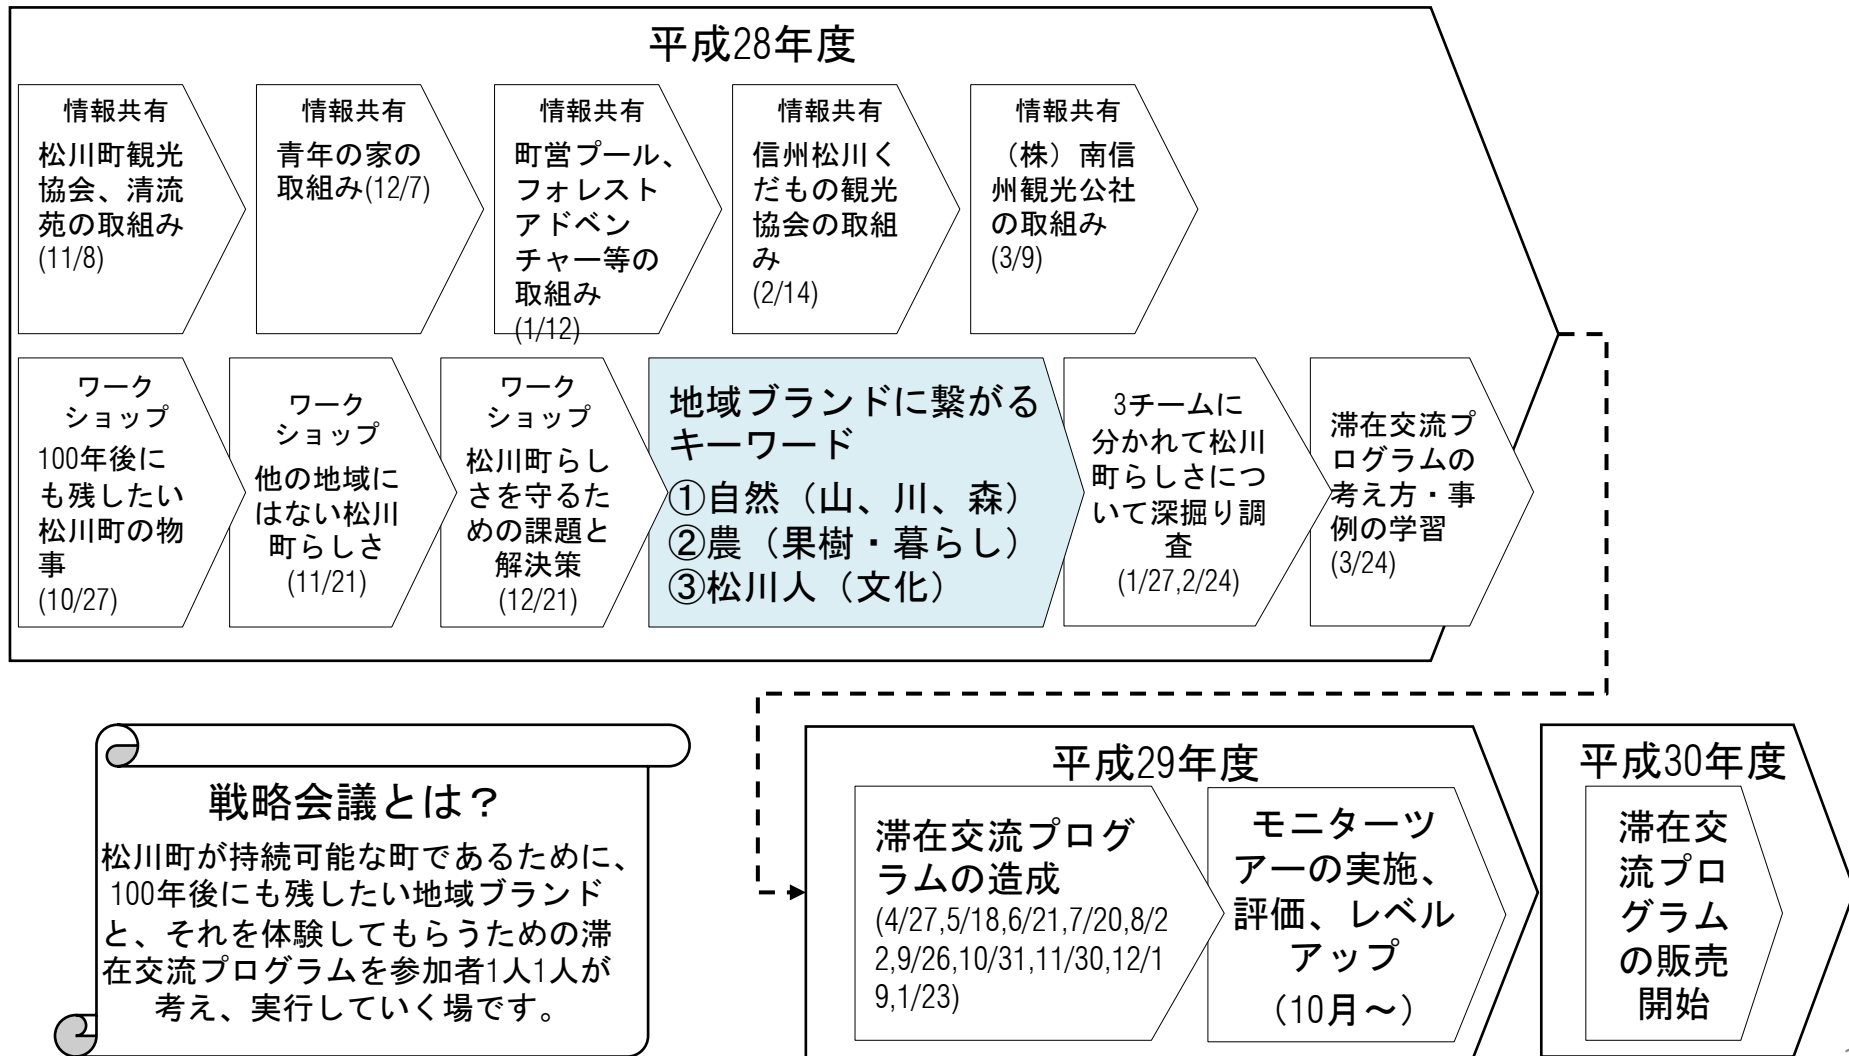 平成28年度
情報共有
松川町観光
協会、清流
苑の取組み
(11/8)
情報共有
青年の家の
取組み(12/7)
情報共有
町営プール、
フォレスト
アドベン
チャー等の
取組み
(1/12)
情報共有
信州松川く
だもの観光
協会の取組
み
(2/14)
情報共有
（株）南信
州観光公社
の取組み
(3/9)
ワーク
ショップ
100年後に
も残したい
松川町の物
事
(10/27)
ワーク
ショップ
他の地域に
はない松川
町らしさ
(11/21)
ワーク
ショップ
松川町らし
さを守るた
めの課題と
解決策
(12/21)
地域ブランドに繋がる
キーワード
①自然（山、川、森）
②農（果樹・暮らし）
③松川人（文化）
3チームに
分かれて松川
町らしさにつ
いて深掘り調
査
(1/27,2/24)
滞在交流プ
ログラムの
考え方・事
例の学習
(3/24)
戦略会議とは？
松川町が持続可能な町であるために、
100年後にも残したい地域ブランド
と、それを体験してもらうための滞
在交流プログラムを参加者1人1人が
考え、実行していく場です。
平成29年度
滞在交流プログ
ラムの造成
(4/27,5/18,6/21,7/20,8/2
2,9/26,10/31,11/30,12/1
9,1/23)
モニターツ
アーの実施、
評価、レベル
アップ
（10月～）
平成30年度
滞在交
流プロ
グラム
の販売
開始